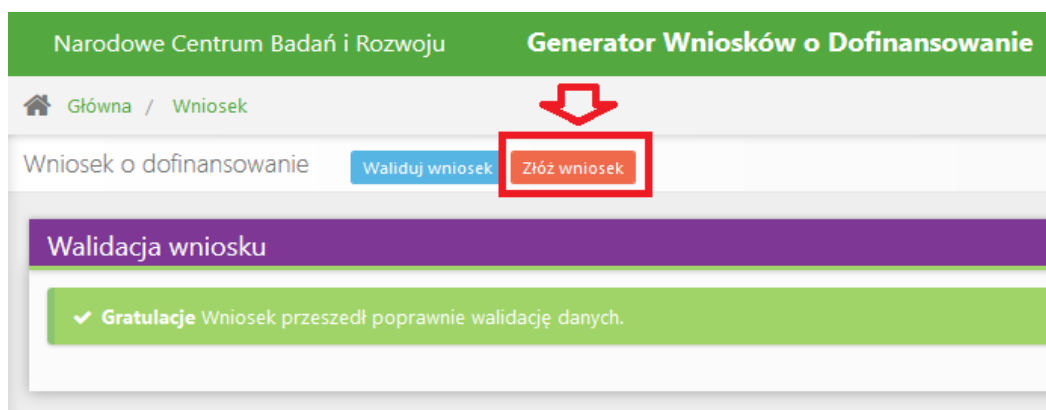 Narodowe Centrum Badań i Rozwoju Generator Wniosków o Dofinansowanie
Główna / Wniosek
Wniosek o dofinansowanie Waliduj wniosek Złóż wniosek
Walidacja wniosku
Gratulacje Wniosek przeszedł poprawnie walidację danych.